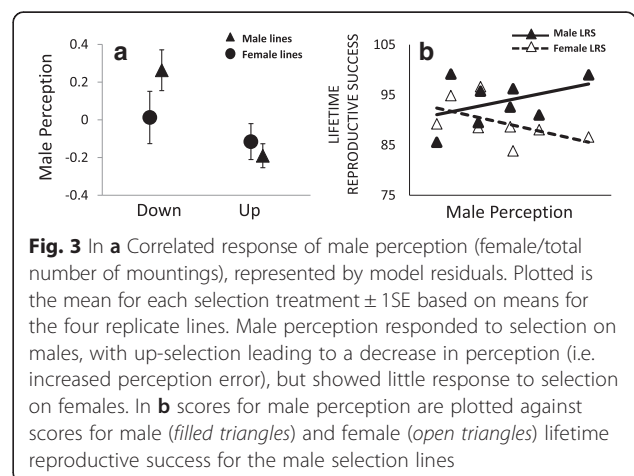 a
Male lines
Female lines
Male Perception
0.4
0.2
0
-0.2
-0.4
Down Up
b
Male LRS
Female LRS
LIFETIME
REPRODUCTIVE SUCCESS
105
95
85
75
Male Perception
Fig. 3 In a Correlated response of male perception (female/total
number of mountings), represented by model residuals. Plotted is
the mean for each selection treatment ± 1SE based on means for
the four replicate lines. Male perception responded to selection on
males, with up-selection leading to a decrease in perception (i.e.
increased perception error), but showed little response to selection
on females. In b scores for male perception are plotted against
scores for male (filled triangles) and female (open triangles) lifetime
reproductive success for the male selection lines